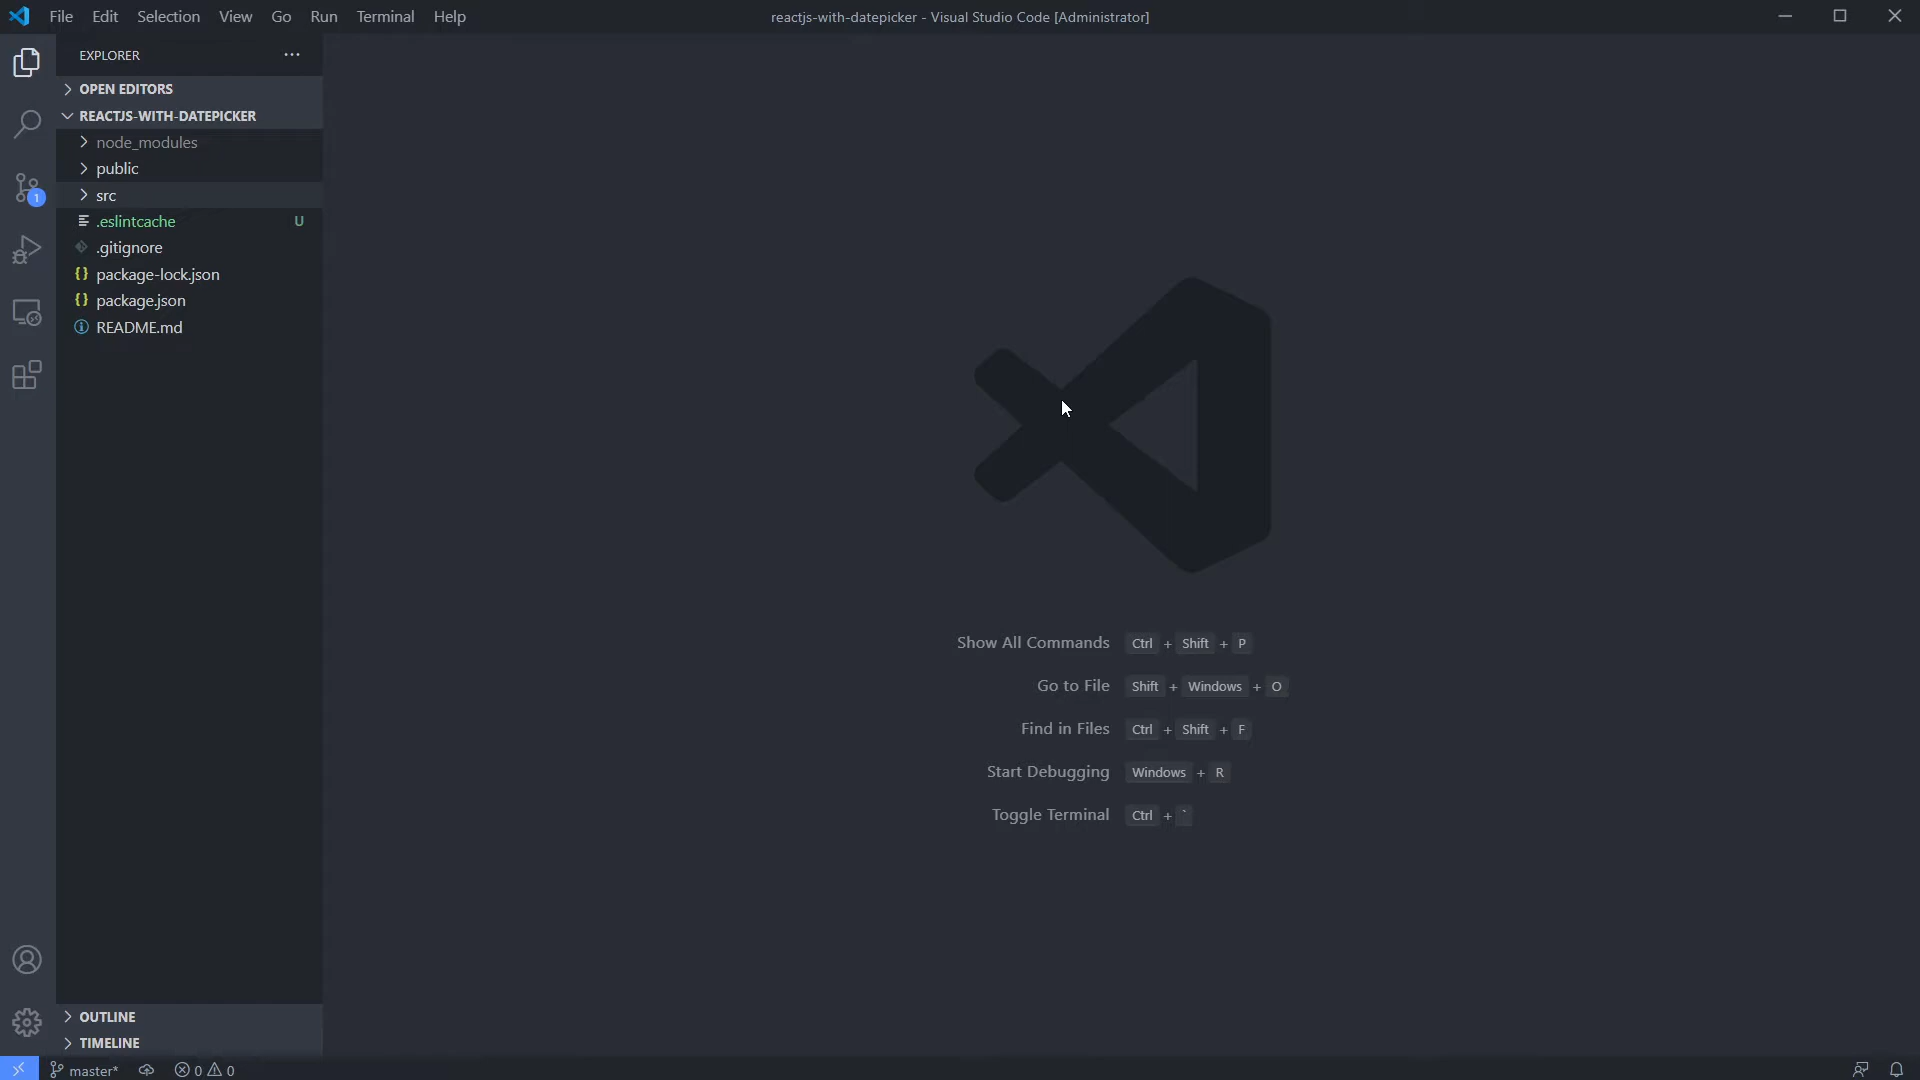 File Edit Selection View Go Run Terminal Help
reactjs-with-datepicker - Visual Studio Code [Administrator]
EXPLORER
OPEN EDITORS
REACTJS-WITH-DATEPICKER
node_modules
public
src
1
.eslintcache U
.gitignore
package-lock.json
package.json
README.md
Show All Commands Ctrl + Shift + P
Go to File Shift + Windows + O
Find in Files Ctrl + Shift + F
Start Debugging Windows + R
Toggle Terminal Ctrl + `
OUTLINE
TIMELINE
master* 0 0